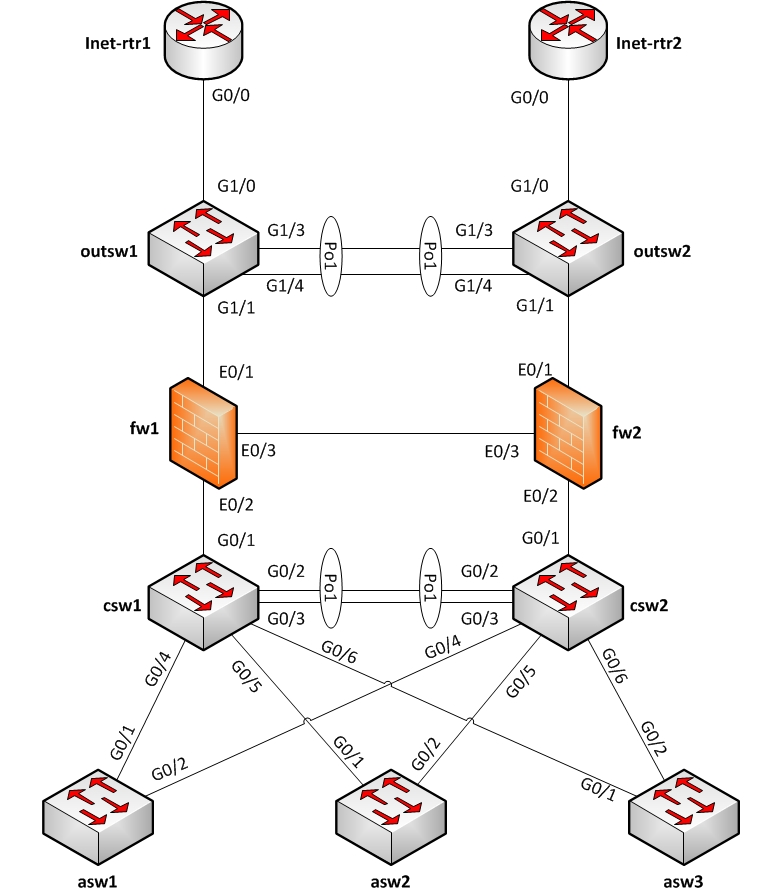 Inet-rtr1
Inet-rtr2
G0/0
G0/0
G1/0
G1/0
outsw1
G1/3
Po1
Po1
G1/3
outsw2
G1/4
G1/4
G1/1
G1/1
E0/1
E0/1
fw1
fw2
E0/3
E0/3
E0/2
E0/2
G0/1
G0/1
csw1
G0/2
Po1
Po1
G0/2
csw2
G0/3
G0/3
G0/4
G0/5
G0/6
G0/4
G0/5
G0/6
G0/1
G0/2
G0/1
G0/2
G0/1
G0/2
asw1
asw2
asw3